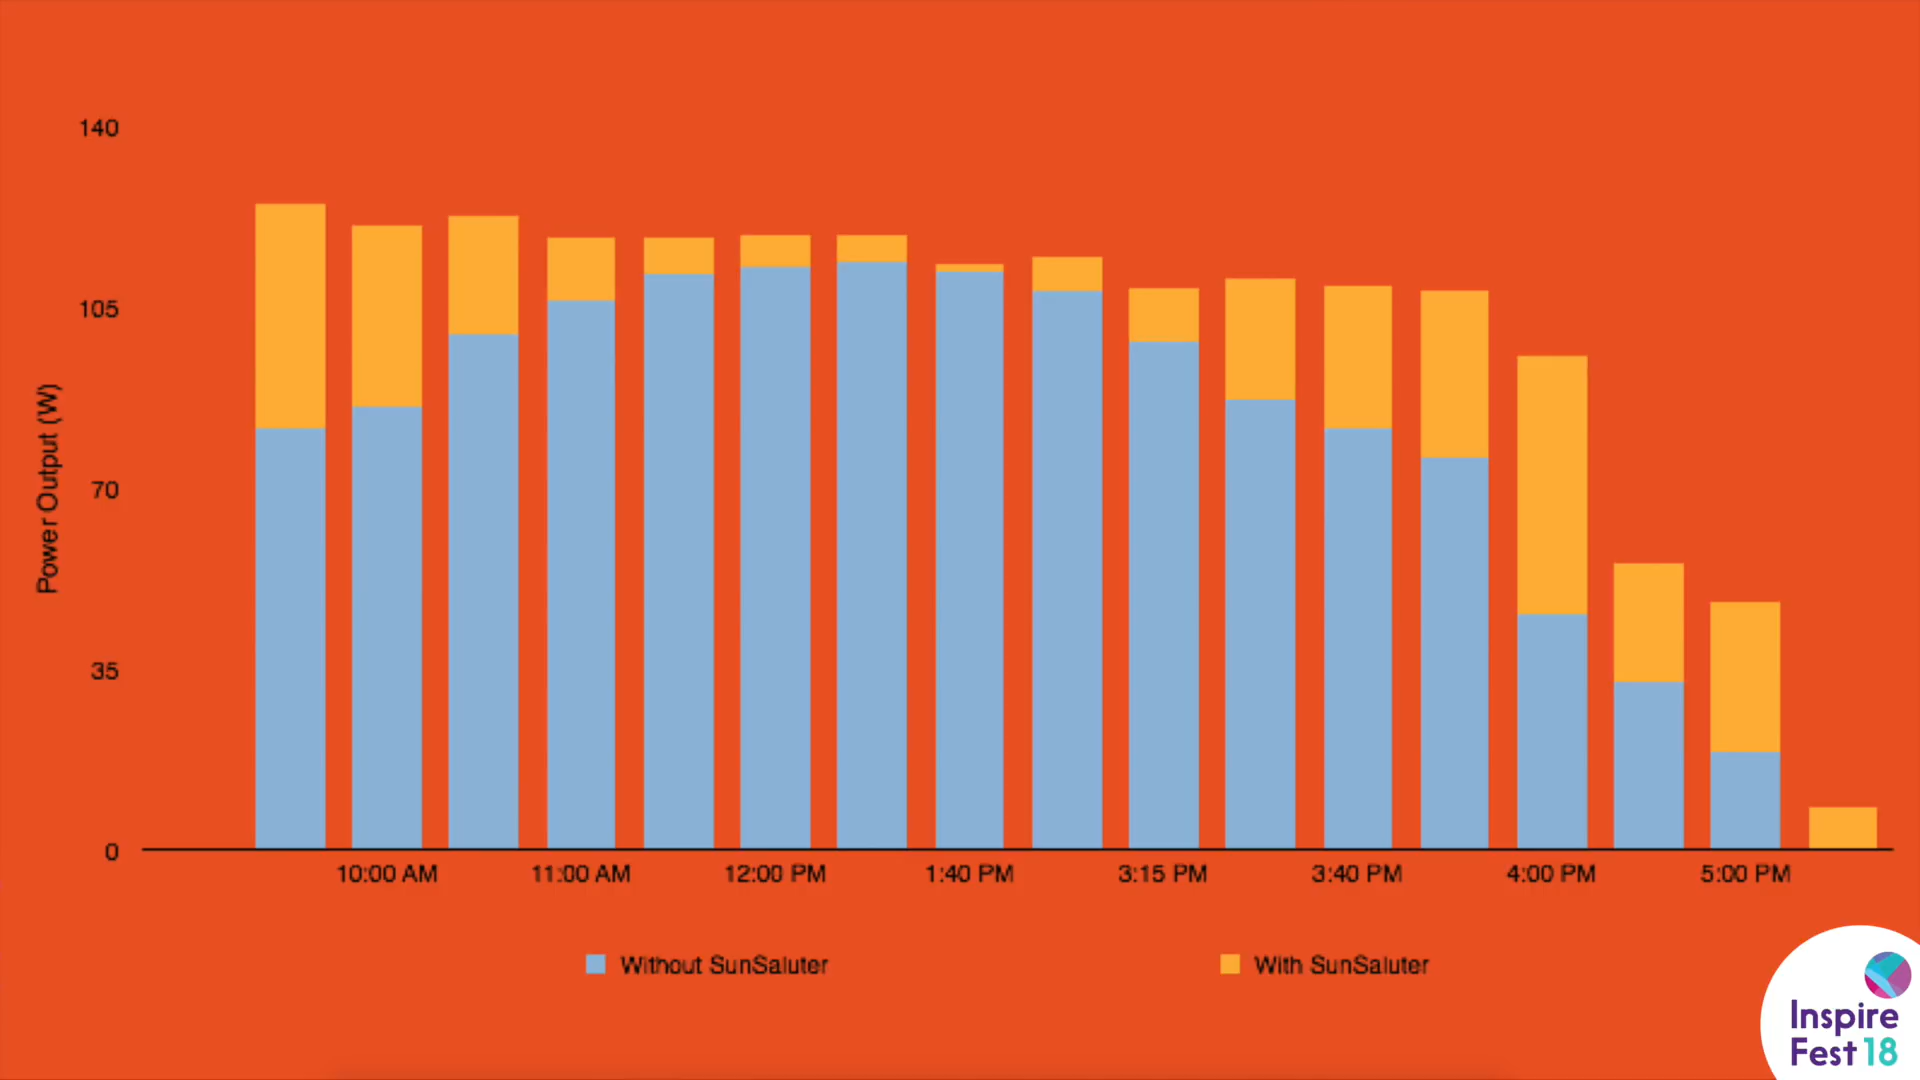 140
105
70
35
0
Power Output (W)
10:00 AM 11:00 AM 12:00 PM 1:40 PM 3:15 PM 3:40 PM 4:00 PM 5:00 PM
Without SunSaluter With SunSaluter
Inspire
Fest 18